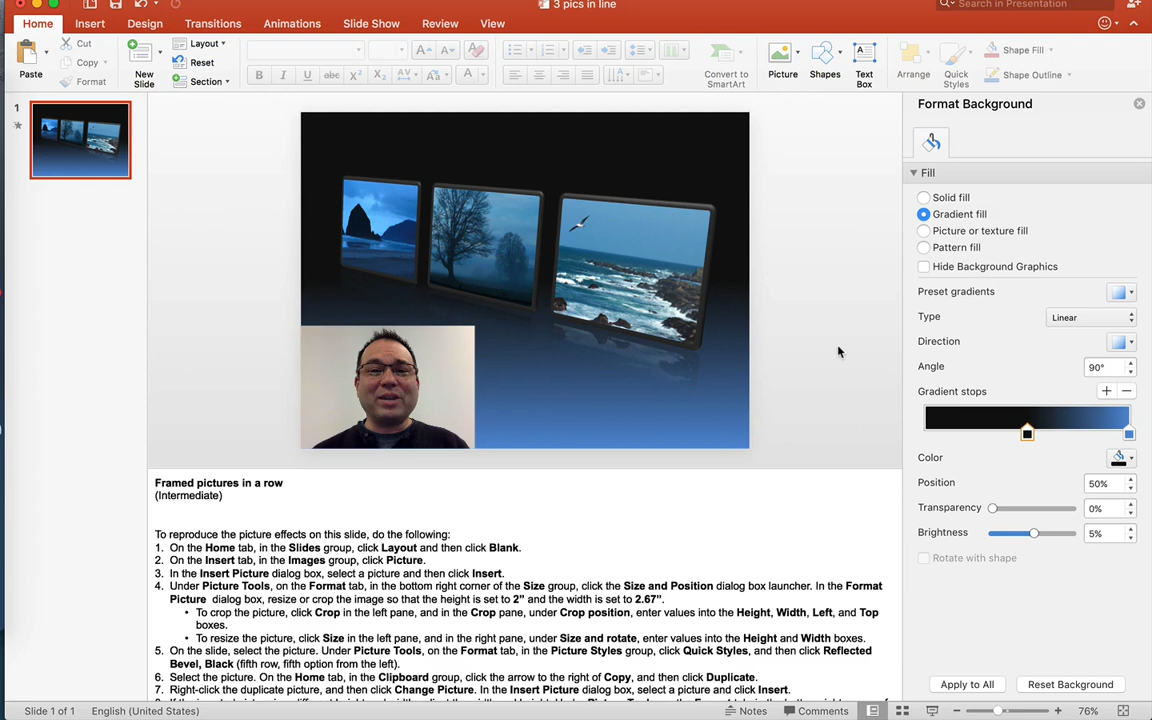 3 pics in line
Search in Presentation
Home Insert Design Transitions Animations Slide Show Review View
Paste
Cut
Copy
Format
New
Slide
Layout
Reset
Section
B I U abc X² X₂ AV Aa A
Convert to
SmartArt
Picture
Shapes
Text
Box
Arrange
Quick
Styles
Shape Fill
Shape Outline
1
Format Background
Fill
Solid fill
Gradient fill
Picture or texture fill
Pattern fill
Hide Background Graphics
Preset gradients
Type Linear
Direction
Angle 90°
Gradient stops
Color
Position 50%
Transparency 0%
Brightness 5%
Rotate with shape
Apply to All Reset Background
Framed pictures in a row
(Intermediate)
To reproduce the picture effects on this slide, do the following:
1. On the Home tab, in the Slides group, click Layout and then click Blank.
2. On the Insert tab, in the Images group, click Picture.
3. In the Insert Picture dialog box, select a picture and then click Insert.
4. Under Picture Tools, on the Format tab, in the bottom right corner of the Size group, click the Size and Position dialog box launcher. In the Format
Picture dialog box, resize or crop the image so that the height is set to 2” and the width is set to 2.67”.
• To crop the picture, click Crop in the left pane, and in the Crop pane, under Crop position, enter values into the Height, Width, Left, and Top
boxes.
• To resize the picture, click Size in the left pane, and in the right pane, under Size and rotate, enter values into the Height and Width boxes.
5. On the slide, select the picture. Under Picture Tools, on the Format tab, in the Picture Styles group, click Quick Styles, and then click Reflected
Bevel, Black (fifth row, fifth option from the left).
6. Select the picture. On the Home tab, in the Clipboard group, click the arrow to the right of Copy, and then click Duplicate.
7. Right-click the duplicate picture, and then click Change Picture. In the Insert Picture dialog box, select a picture and click Insert.
Slide 1 of 1 English (United States) Notes Comments 76%